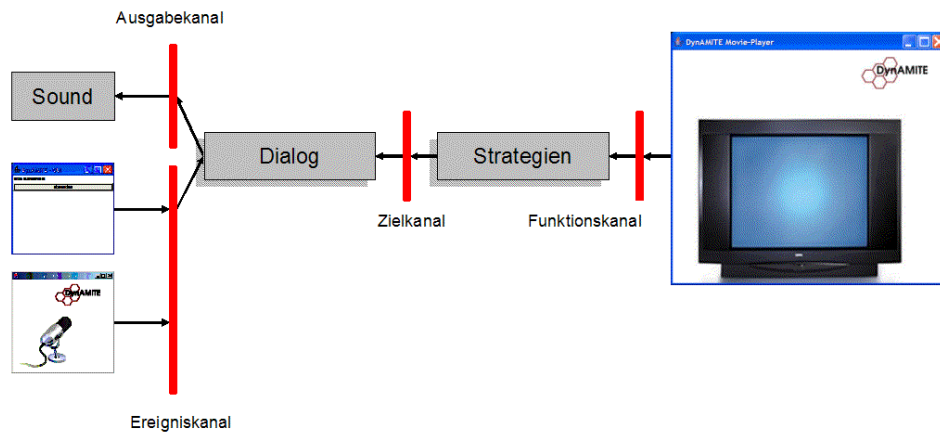 Ausgabekanal
DynAMITE Movie-Player
DynAMITE
Sound
Dialog
Strategien
Zielkanal
Funktionskanal
DynAMITE
Ereigniskanal